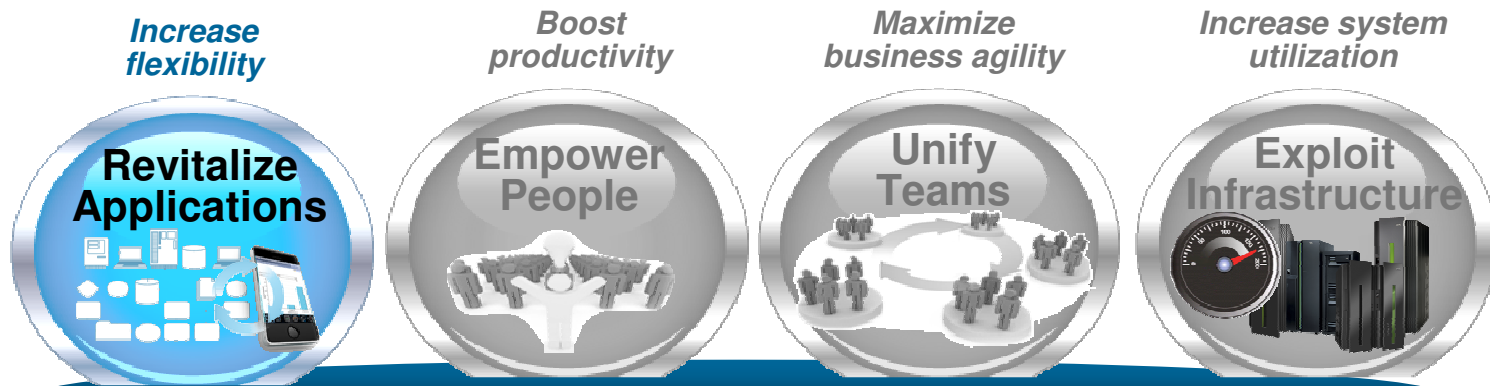 Increase
flexibility
Boost
productivity
Maximize
business agility
Increase system
utilization
Revitalize
Applications
Empower
People
Unify
Teams
Exploit
Infrastructure